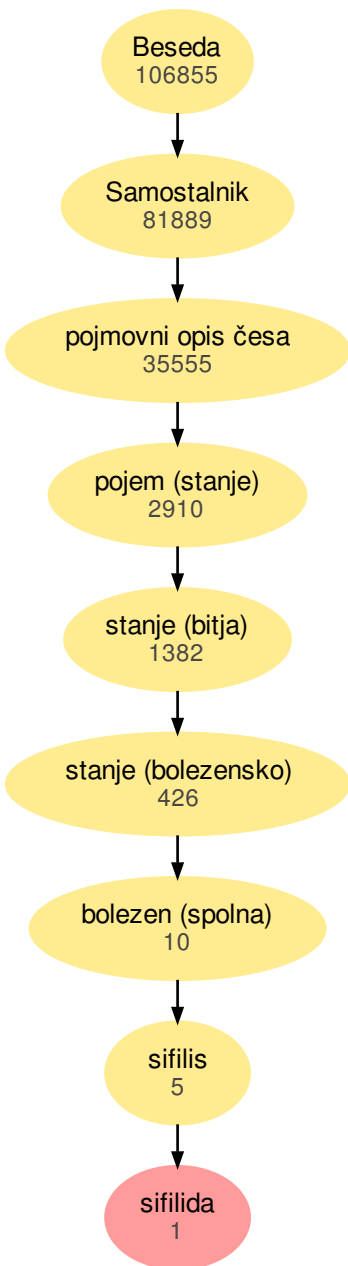 Beseda
106855
Samostalnik
81889
pojmovni opis česa
35555
pojem (stanje)
2910
stanje (bitja)
1382
stanje (bolezensko)
426
bolezen (spolna)
10
sifilis
5
sifilida
1